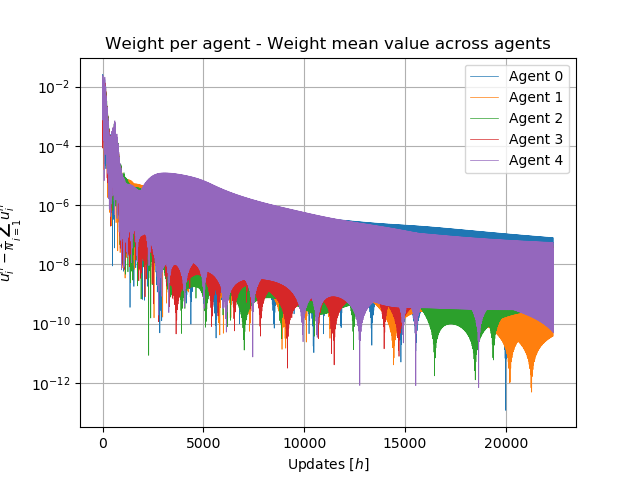 Weight per agent - Weight mean value across agents
10⁻²
10⁻⁴
10⁻⁶
10⁻⁸
10⁻¹⁰
10⁻¹²
Agent 0
Agent 1
Agent 2
Agent 3
Agent 4
0
5000
10000
15000
20000
Updates [h]